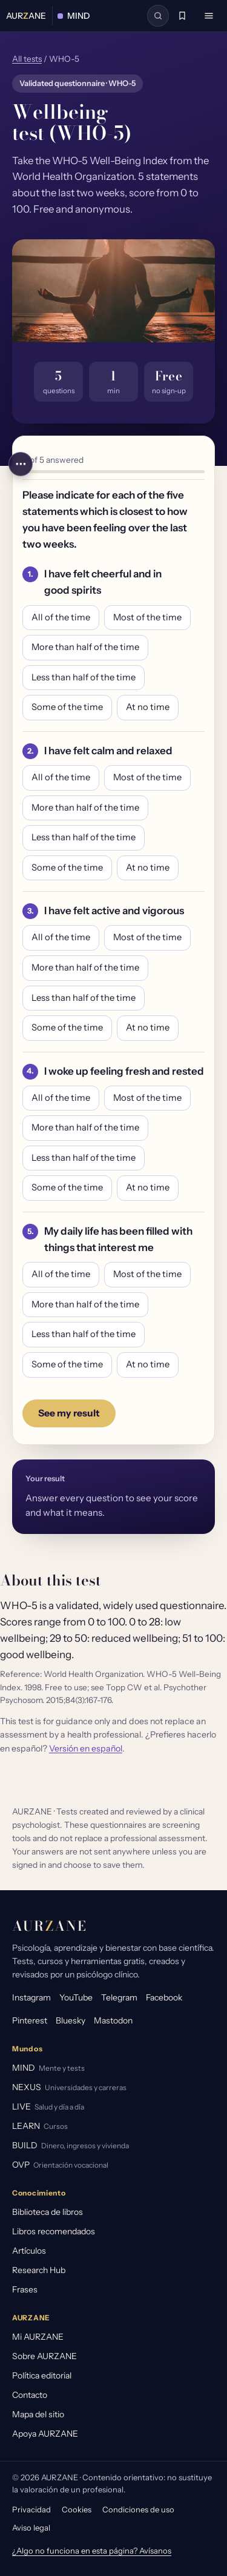 AURZANE MIND
All tests / WHO-5
Validated questionnaire · WHO-5
Wellbeing
test (WHO-5)
Take the WHO-5 Well-Being Index from the
World Health Organization. 5 statements
about the last two weeks, score from 0 to
100. Free and anonymous.
5
questions
1
min
Free
no sign-up
of 5 answered
Please indicate for each of the five
statements which is closest to how
you have been feeling over the last
two weeks.
1. I have felt cheerful and in
good spirits
All of the time Most of the time
More than half of the time
Less than half of the time
Some of the time At no time
2. I have felt calm and relaxed
All of the time Most of the time
More than half of the time
Less than half of the time
Some of the time At no time
3. I have felt active and vigorous
All of the time Most of the time
More than half of the time
Less than half of the time
Some of the time At no time
4. I woke up feeling fresh and rested
All of the time Most of the time
More than half of the time
Less than half of the time
Some of the time At no time
5. My daily life has been filled with
things that interest me
All of the time Most of the time
More than half of the time
Less than half of the time
Some of the time At no time
See my result
Your result
Answer every question to see your score
and what it means.
About this test
WHO-5 is a validated, widely used questionnaire.
Scores range from 0 to 100. 0 to 28: low
wellbeing; 29 to 50: reduced wellbeing; 51 to 100:
good wellbeing.
Reference: World Health Organization. WHO-5 Well-Being
Index. 1998. Free to use; see Topp CW et al. Psychother
Psychosom. 2015;84(3):167-176.
This test is for guidance only and does not replace an
assessment by a health professional. ¿Prefieres hacerlo
en español? Versión en español.
AURZANE · Tests created and reviewed by a clinical
psychologist. These questionnaires are screening
tools and do not replace a professional assessment.
Your answers are not sent anywhere unless you are
signed in and choose to save them.
AURZANE
Psicología, aprendizaje y bienestar con base científica.
Tests, cursos y herramientas gratis, creados y
revisados por un psicólogo clínico.
Instagram YouTube Telegram Facebook
Pinterest Bluesky Mastodon
Mundos
MIND Mente y tests
NEXUS Universidades y carreras
LIVE Salud y día a día
LEARN Cursos
BUILD Dinero, ingresos y vivienda
OVP Orientación vocacional
Conocimiento
Biblioteca de libros
Libros recomendados
Artículos
Research Hub
Frases
AURZANE
Mi AURZANE
Sobre AURZANE
Política editorial
Contacto
Mapa del sitio
Apoya AURZANE
© 2026 AURZANE · Contenido orientativo: no sustituye
la valoración de un profesional.
Privacidad Cookies Condiciones de uso
Aviso legal
¿Algo no funciona en esta página? Avísanos